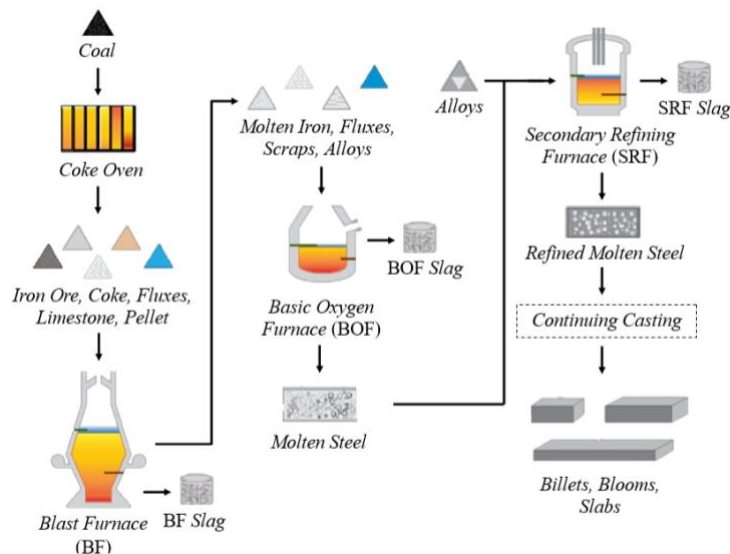 Coal
Coke Oven
Iron Ore, Coke, Fluxes,
Limestone, Pellet
Blast Furnace
(BF)
BF Slag
Molten Iron, Fluxes,
Scraps, Alloys
BOF Slag
Basic Oxygen
Furnace (BOF)
Molten Steel
Alloys
SRF Slag
Secondary Refining
Furnace (SRF)
Refined Molten Steel
Continuing Casting
Billets, Blooms,
Slabs